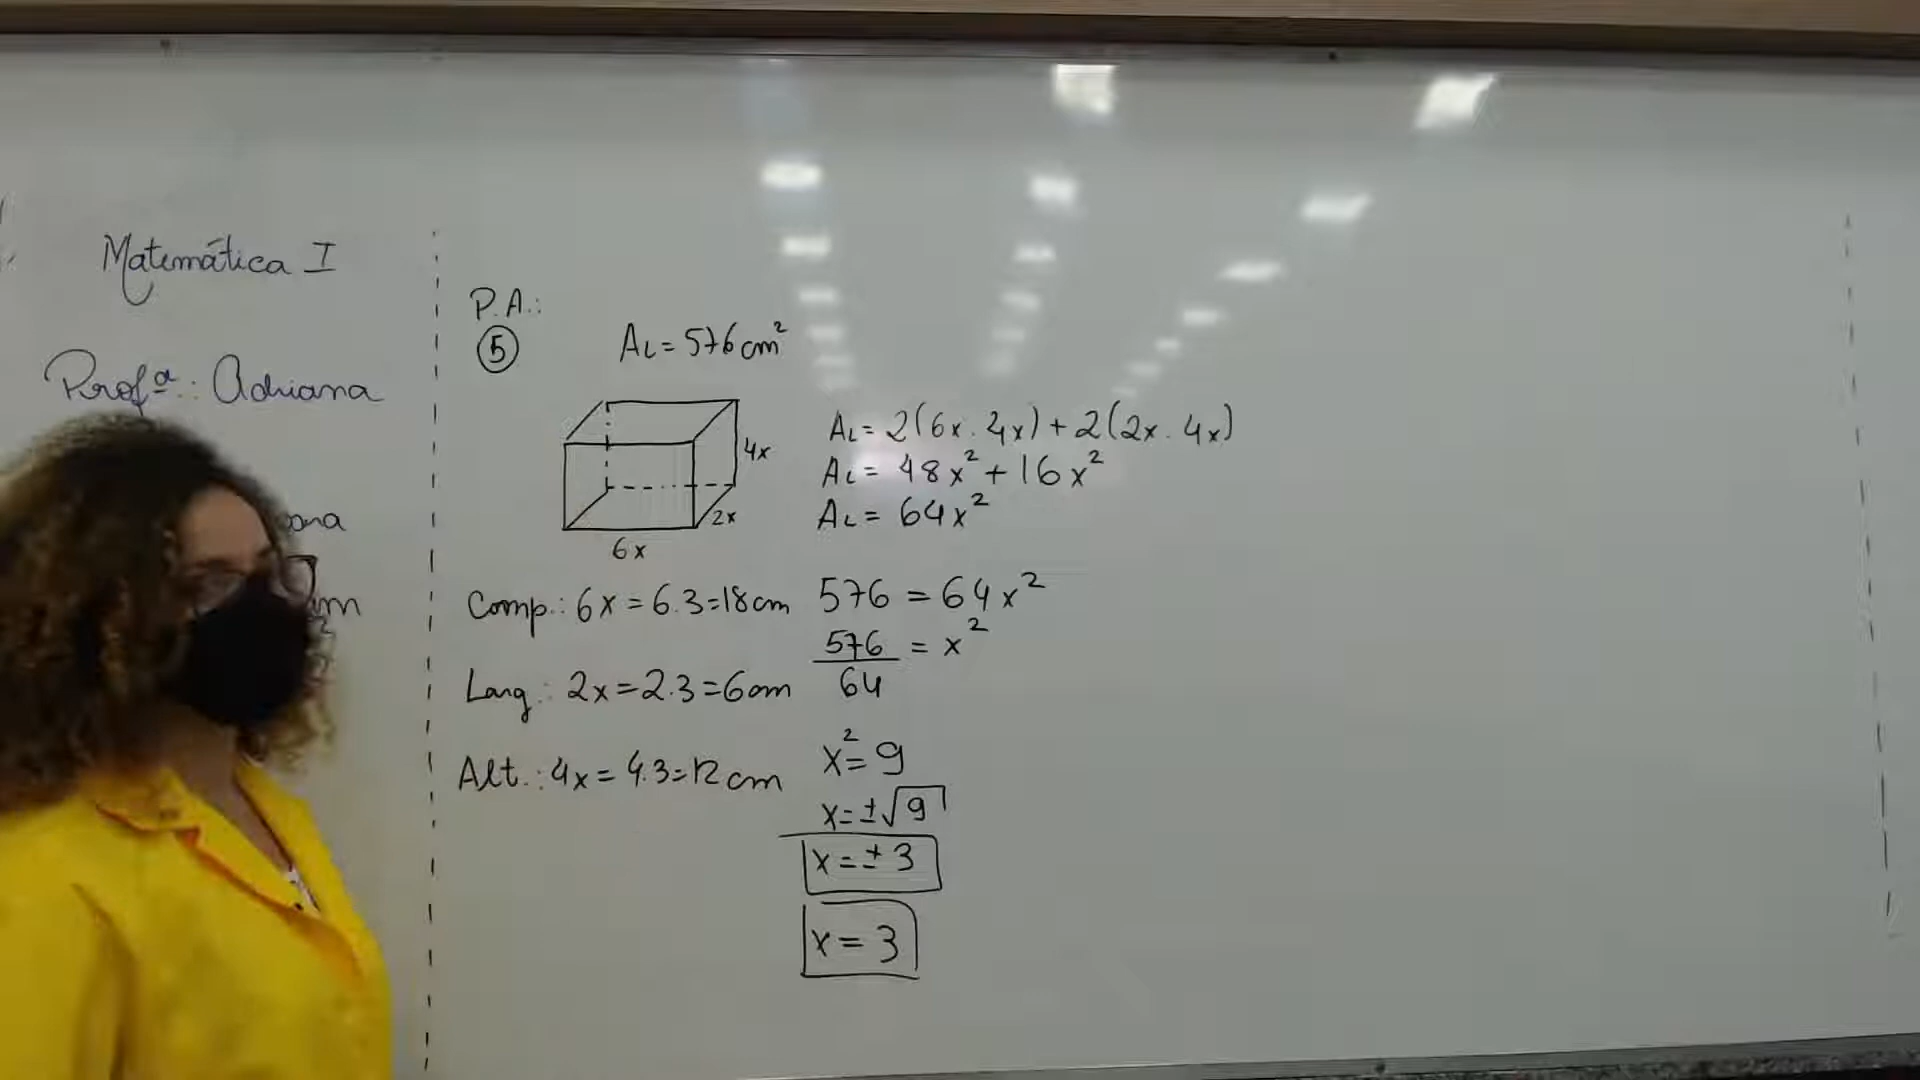 Matemática I
Profª.: Adriana
P.A.:
5
AL = 576 cm²
4x
2x
6x
AL = 2(6x . 4x) + 2(2x . 4x)
AL = 48x² + 16x²
AL = 64x²
Comp.: 6x = 6.3 = 18 cm
Larg.: 2x = 2.3 = 6 cm
Alt.: 4x = 4.3 = 12 cm
576 = 64x²
576/64 = x²
x² = 9
x = ±√9
x = ± 3
x = 3